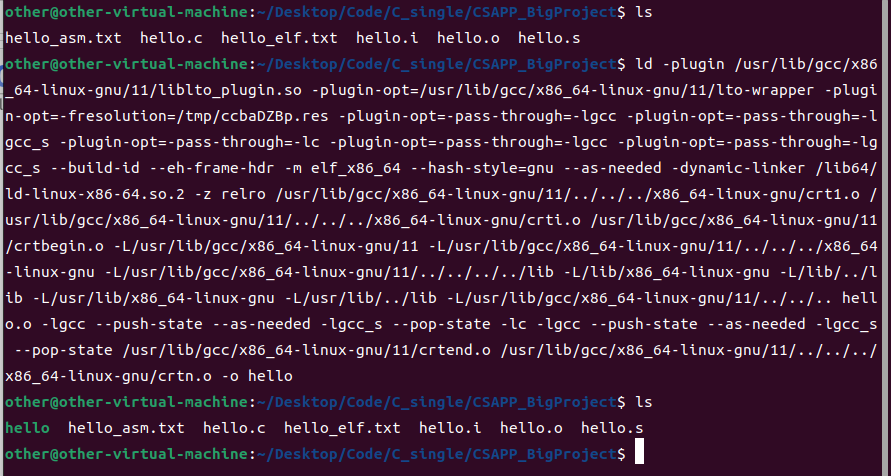 other@other-virtual-machine:~/Desktop/Code/C_single/CSAPP_BigProject$ ls
hello_asm.txt  hello.c  hello_elf.txt  hello.i  hello.o  hello.s
other@other-virtual-machine:~/Desktop/Code/C_single/CSAPP_BigProject$ ld -plugin /usr/lib/gcc/x86
_64-linux-gnu/11/liblto_plugin.so -plugin-opt=/usr/lib/gcc/x86_64-linux-gnu/11/lto-wrapper -plugi
n-opt=-fresolution=/tmp/ccbaDZBp.res -plugin-opt=-pass-through=-lgcc -plugin-opt=-pass-through=-l
gcc_s -plugin-opt=-pass-through=-lc -plugin-opt=-pass-through=-lgcc -plugin-opt=-pass-through=-lg
cc_s --build-id --eh-frame-hdr -m elf_x86_64 --hash-style=gnu --as-needed -dynamic-linker /lib64/
ld-linux-x86-64.so.2 -z relro /usr/lib/gcc/x86_64-linux-gnu/11/../../../x86_64-linux-gnu/crt1.o /
usr/lib/gcc/x86_64-linux-gnu/11/../../../x86_64-linux-gnu/crti.o /usr/lib/gcc/x86_64-linux-gnu/11
/crtbegin.o -L/usr/lib/gcc/x86_64-linux-gnu/11 -L/usr/lib/gcc/x86_64-linux-gnu/11/../../../x86_64
-linux-gnu -L/usr/lib/gcc/x86_64-linux-gnu/11/../../../../lib -L/lib/x86_64-linux-gnu -L/lib/../l
ib -L/usr/lib/x86_64-linux-gnu -L/usr/lib/../lib -L/usr/lib/gcc/x86_64-linux-gnu/11/../../.. hell
o.o -lgcc --push-state --as-needed -lgcc_s --pop-state -lc -lgcc --push-state --as-needed -lgcc_s
 --pop-state /usr/lib/gcc/x86_64-linux-gnu/11/crtend.o /usr/lib/gcc/x86_64-linux-gnu/11/../../../
x86_64-linux-gnu/crtn.o -o hello
other@other-virtual-machine:~/Desktop/Code/C_single/CSAPP_BigProject$ ls
hello  hello_asm.txt  hello.c  hello_elf.txt  hello.i  hello.o  hello.s
other@other-virtual-machine:~/Desktop/Code/C_single/CSAPP_BigProject$